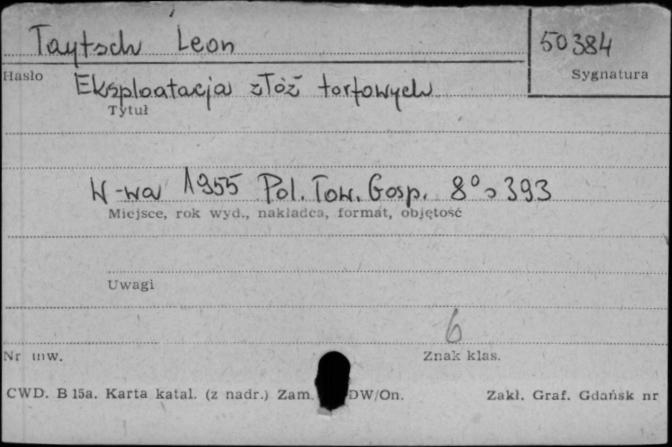 Taytsch Leon
50384
Hasło
Sygnatura
Eksploatacja złóż torfowych
Tytuł
W-wa 1955 Pol. Tow. Gosp. 8° s 393
Miejsce, rok wyd., nakładca, format, objętość
Uwagi
6
Nr inw.
Znak klas.
CWD. B 15a. Karta katal. (z nadr.) Zam. DW/On.
Zakł. Graf. Gdańsk nr